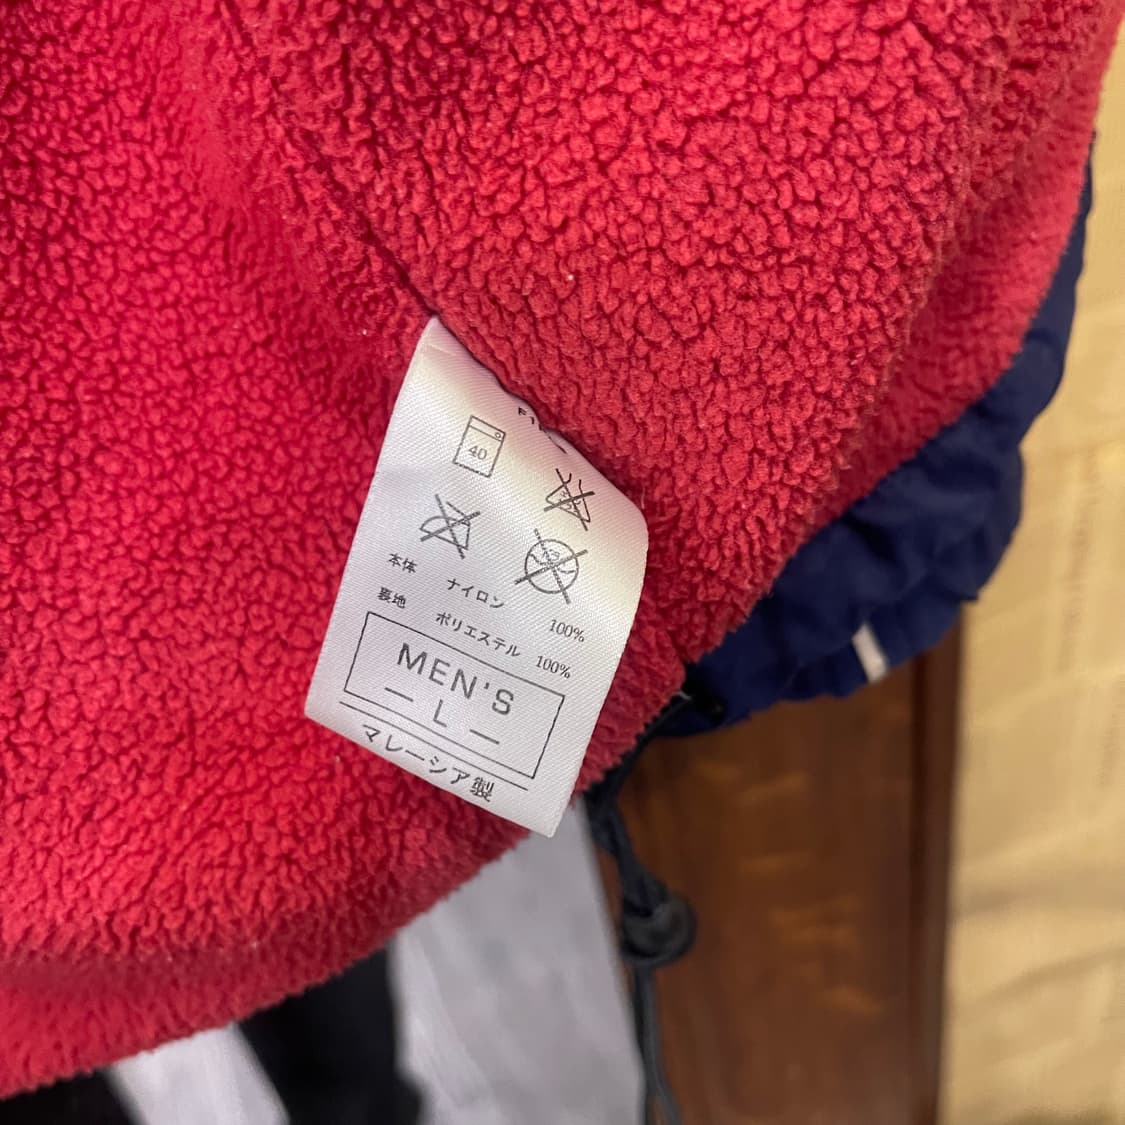 40
本体 ナイロン 100%
裏地 ポリエステル 100%
MEN'S
— L —
マレーシア製